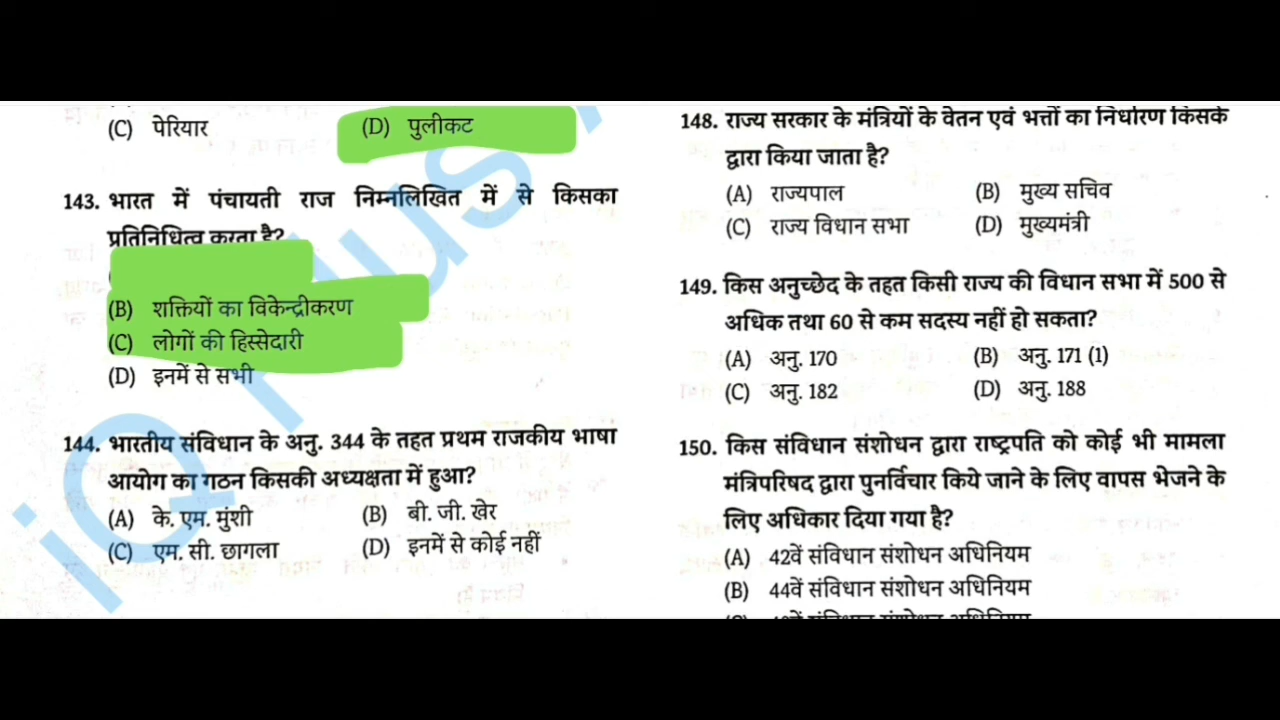 (C) पेरियार (D) पुलीकट
143. भारत में पंचायती राज निम्नलिखित में से किसका
प्रतिनिधित्व करता है?
(B) शक्तियों का विकेन्द्रीकरण
(C) लोगों की हिस्सेदारी
(D) इनमें से सभी
144. भारतीय संविधान के अनु. 344 के तहत प्रथम राजकीय भाषा
आयोग का गठन किसकी अध्यक्षता में हुआ?
(A) के. एम. मुंशी (B) बी. जी. खेर
(C) एम. सी. छागला (D) इनमें से कोई नहीं
148. राज्य सरकार के मंत्रियों के वेतन एवं भत्तों का निर्धारण किसके
द्वारा किया जाता है?
(A) राज्यपाल (B) मुख्य सचिव
(C) राज्य विधान सभा (D) मुख्यमंत्री
149. किस अनुच्छेद के तहत किसी राज्य की विधान सभा में 500 से
अधिक तथा 60 से कम सदस्य नहीं हो सकता?
(A) अनु. 170 (B) अनु. 171 (1)
(C) अनु. 182 (D) अनु. 188
150. किस संविधान संशोधन द्वारा राष्ट्रपति को कोई भी मामला
मंत्रिपरिषद द्वारा पुनर्विचार किये जाने के लिए वापस भेजने के
लिए अधिकार दिया गया है?
(A) 42वें संविधान संशोधन अधिनियम
(B) 44वें संविधान संशोधन अधिनियम